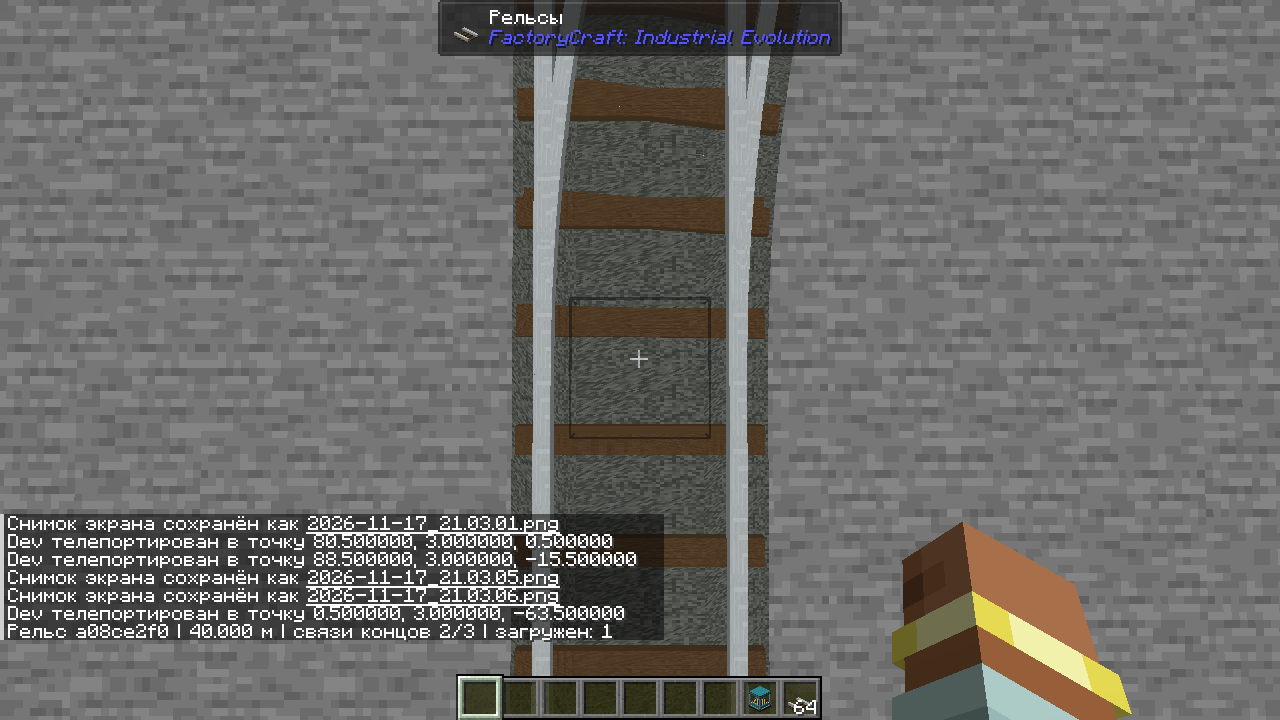 Рельсы
FactoryCraft: Industrial Evolution
Снимок экрана сохранён как 2026-11-17_21.03.01.png
Dev телепортирован в точку 80.500000, 3.000000, 0.500000
Dev телепортирован в точку 88.500000, 3.000000, -15.500000
Снимок экрана сохранён как 2026-11-17_21.03.05.png
Снимок экрана сохранён как 2026-11-17_21.03.06.png
Dev телепортирован в точку 0.500000, 3.000000, -63.500000
Рельс a08ce2f0 | 40.000 м | связи концов 2/3 | загружен: 1
64